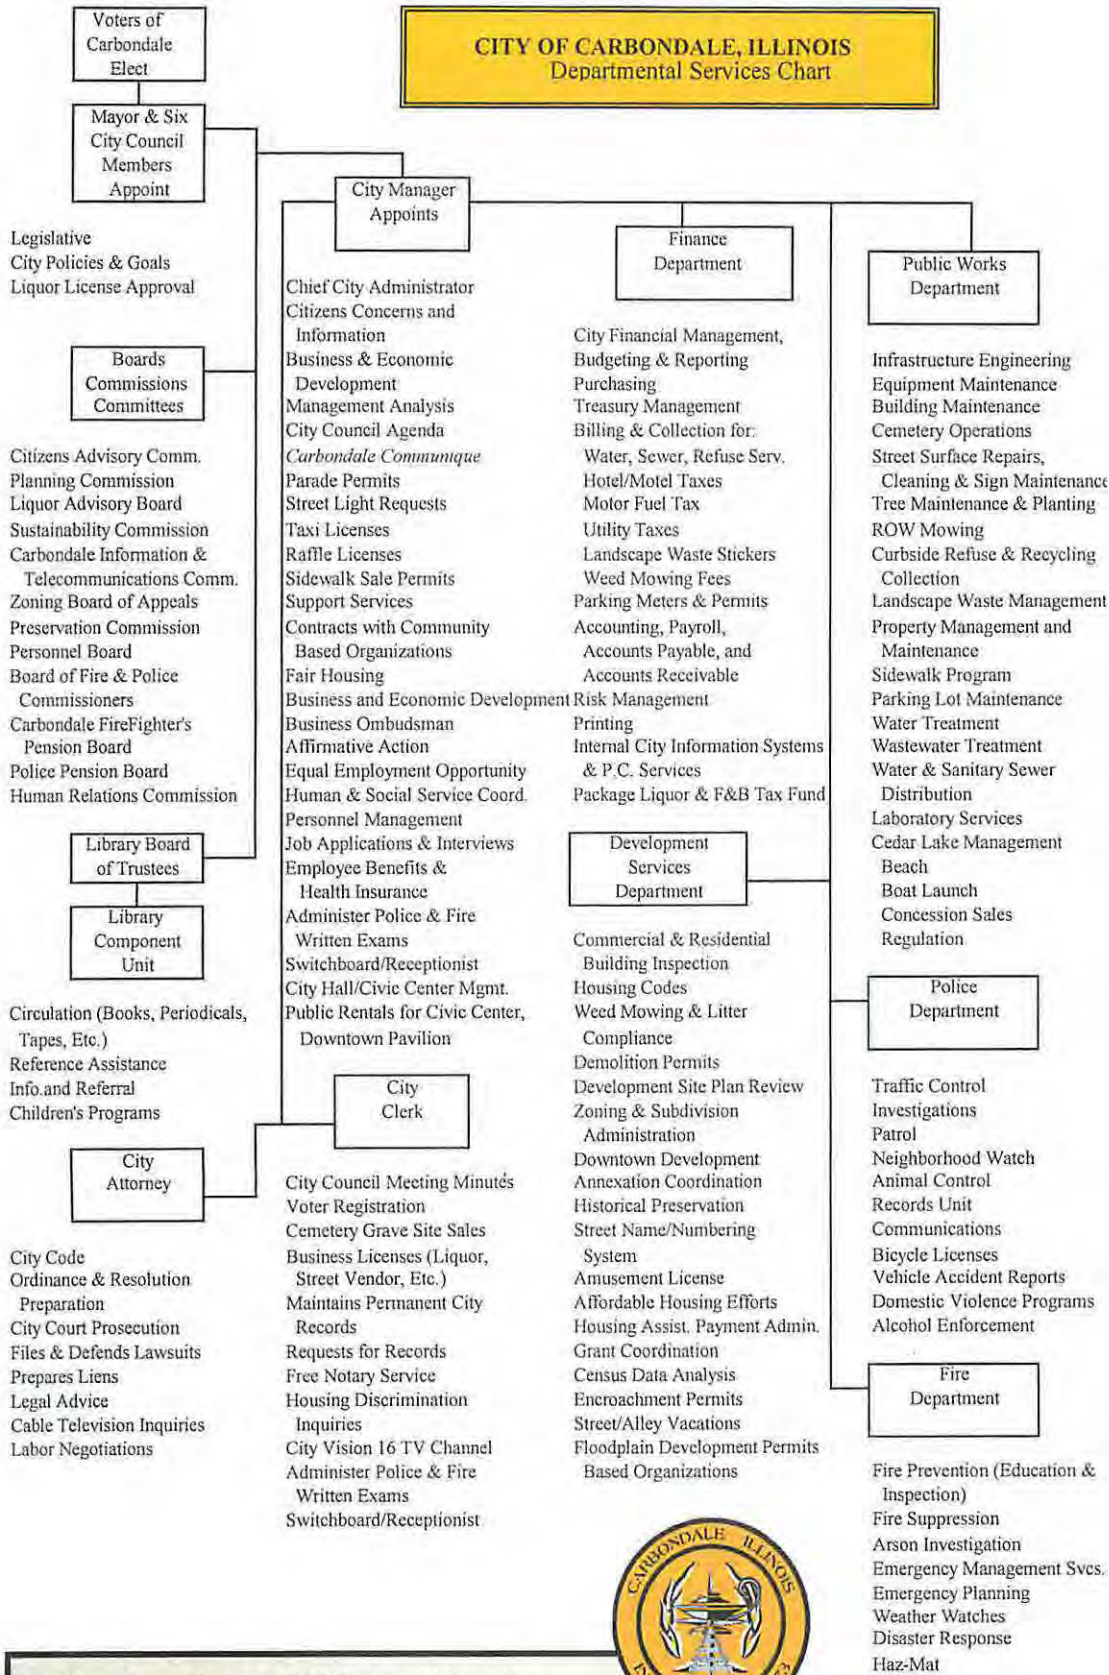 Voters of
Carbondale
Elect
CITY OF CARBONDALE, ILLINOIS
Departmental Services Chart
Mayor & Six
City Council
Members
Appoint
Legislative
City Policies & Goals
Liquor License Approval
Boards
Commissions
Committees
Citizens Advisory Comm.
Planning Commission
Liquor Advisory Board
Sustainability Commission
Carbondale Information &
Telecommunications Comm.
Zoning Board of Appeals
Preservation Commission
Personnel Board
Board of Fire & Police
Commissioners
Carbondale FireFighter's
Pension Board
Police Pension Board
Human Relations Commission
Library Board
of Trustees
Library
Component
Unit
Circulation (Books, Periodicals,
Tapes, Etc.)
Reference Assistance
Info.and Referral
Children's Programs
City
Attorney
City Code
Ordinance & Resolution
Preparation
City Court Prosecution
Files & Defends Lawsuits
Prepares Liens
Legal Advice
Cable Television Inquiries
Labor Negotiations
City Manager
Appoints
Chief City Administrator
Citizens Concerns and
Information
Business & Economic
Development
Management Analysis
City Council Agenda
Carbondale Communique
Parade Permits
Street Light Requests
Taxi Licenses
Raffle Licenses
Sidewalk Sale Permits
Support Services
Contracts with Community
Based Organizations
Fair Housing
Business and Economic Development
Business Ombudsman
Affirmative Action
Equal Employment Opportunity
Human & Social Service Coord.
Personnel Management
Job Applications & Interviews
Employee Benefits &
Health Insurance
Administer Police & Fire
Written Exams
Switchboard/Receptionist
City Hall/Civic Center Mgmt.
Public Rentals for Civic Center,
Downtown Pavilion
City
Clerk
City Council Meeting Minutes
Voter Registration
Cemetery Grave Site Sales
Business Licenses (Liquor,
Street Vendor, Etc.)
Maintains Permanent City
Records
Requests for Records
Free Notary Service
Housing Discrimination
Inquiries
City Vision 16 TV Channel
Administer Police & Fire
Written Exams
Switchboard/Receptionist
Finance
Department
City Financial Management,
Budgeting & Reporting
Purchasing
Treasury Management
Billing & Collection for:
Water, Sewer, Refuse Serv.
Hotel/Motel Taxes
Motor Fuel Tax
Utility Taxes
Landscape Waste Stickers
Weed Mowing Fees
Parking Meters & Permits
Accounting, Payroll,
Accounts Payable, and
Accounts Receivable
Risk Management
Printing
Internal City Information Systems
& P.C. Services
Package Liquor & F&B Tax Fund
Development
Services
Department
Commercial & Residential
Building Inspection
Housing Codes
Weed Mowing & Litter
Compliance
Demolition Permits
Development Site Plan Review
Zoning & Subdivision
Administration
Downtown Development
Annexation Coordination
Historical Preservation
Street Name/Numbering
System
Amusement License
Affordable Housing Efforts
Housing Assist. Payment Admin.
Grant Coordination
Census Data Analysis
Encroachment Permits
Street/Alley Vacations
Floodplain Development Permits
Based Organizations
Public Works
Department
Infrastructure Engineering
Equipment Maintenance
Building Maintenance
Cemetery Operations
Street Surface Repairs,
Cleaning & Sign Maintenance
Tree Maintenance & Planting
ROW Mowing
Curbside Refuse & Recycling
Collection
Landscape Waste Management
Property Management and
Maintenance
Sidewalk Program
Parking Lot Maintenance
Water Treatment
Wastewater Treatment
Water & Sanitary Sewer
Distribution
Laboratory Services
Cedar Lake Management
Beach
Boat Launch
Concession Sales
Regulation
Police
Department
Traffic Control
Investigations
Patrol
Neighborhood Watch
Animal Control
Records Unit
Communications
Bicycle Licenses
Vehicle Accident Reports
Domestic Violence Programs
Alcohol Enforcement
Fire
Department
Fire Prevention (Education &
Inspection)
Fire Suppression
Arson Investigation
Emergency Management Svcs.
Emergency Planning
Weather Watches
Disaster Response
Haz-Mat
CARBONDALE ILLINOIS